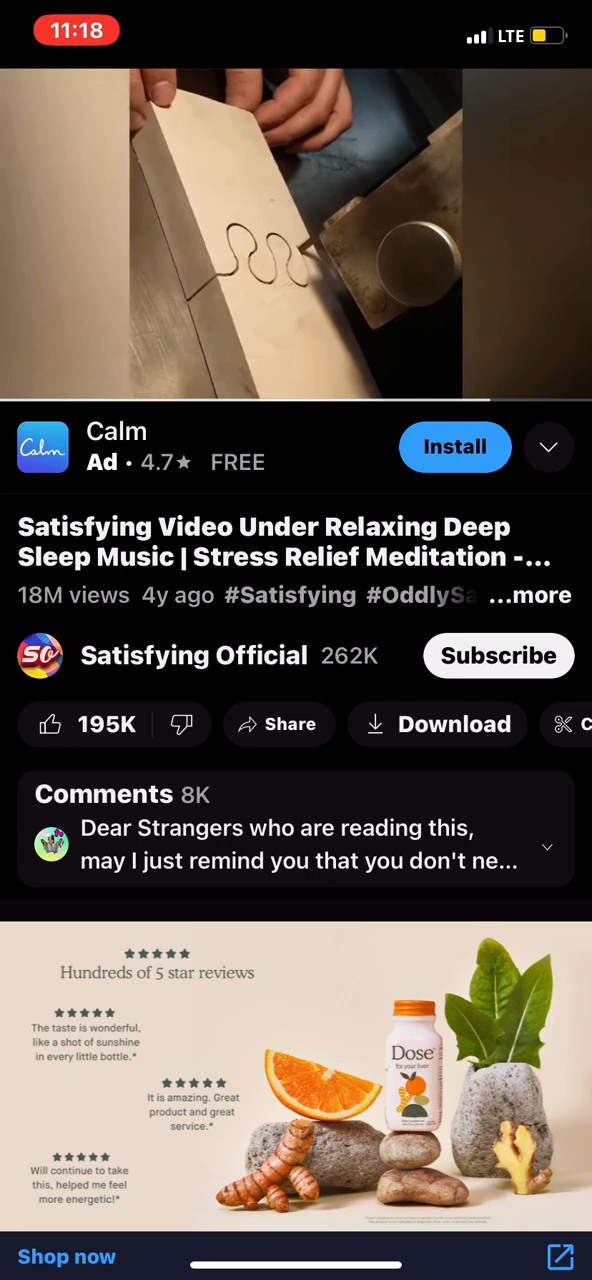 11:18
LTE
Calm
Calm
Ad • 4.7★ FREE
Install
Satisfying Video Under Relaxing Deep
Sleep Music | Stress Relief Meditation -...
18M views 4y ago #Satisfying #OddlySa ...more
SO
Satisfying Official 262K
Subscribe
195K
Share
Download
C
Comments 8K
Dear Strangers who are reading this,
may I just remind you that you don't ne...
Hundreds of 5 star reviews
The taste is wonderful,
like a shot of sunshine
in every little bottle.*
It is amazing. Great
product and great
service.*
Will continue to take
this, helped me feel
more energetic!*
Dose
for your liver
Shop now